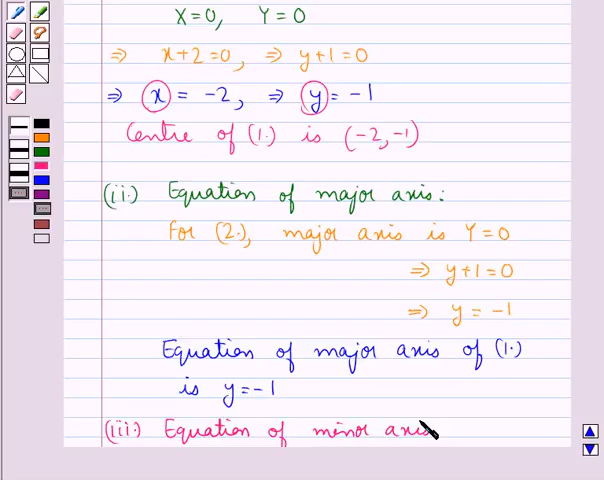 X=0, Y=0
⇒ x+2=0, ⇒ y+1=0
⇒ x = -2, ⇒ y = -1
Centre of (1.) is (-2,-1)
(ii.) Equation of major axis:
For (2.), major axis is Y=0
⇒ y+1=0
⇒ y = -1
Equation of major axis of (1.)
is y=-1
(iii.) Equation of minor axis